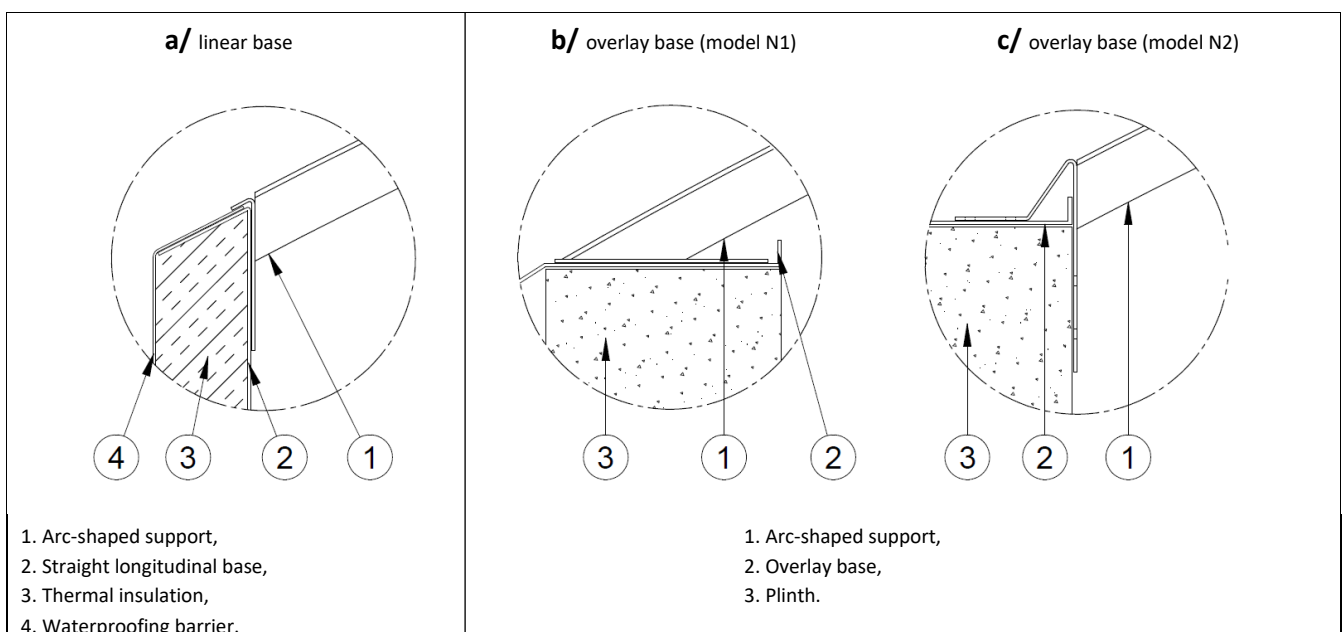 a/ linear base
b/ overlay base (model N1)
c/ overlay base (model N2)
4 3 2 1
3 1 2
3 2 1
1. Arc-shaped support,
2. Straight longitudinal base,
3. Thermal insulation,
4. Waterproofing barrier.
1. Arc-shaped support,
2. Overlay base,
3. Plinth.